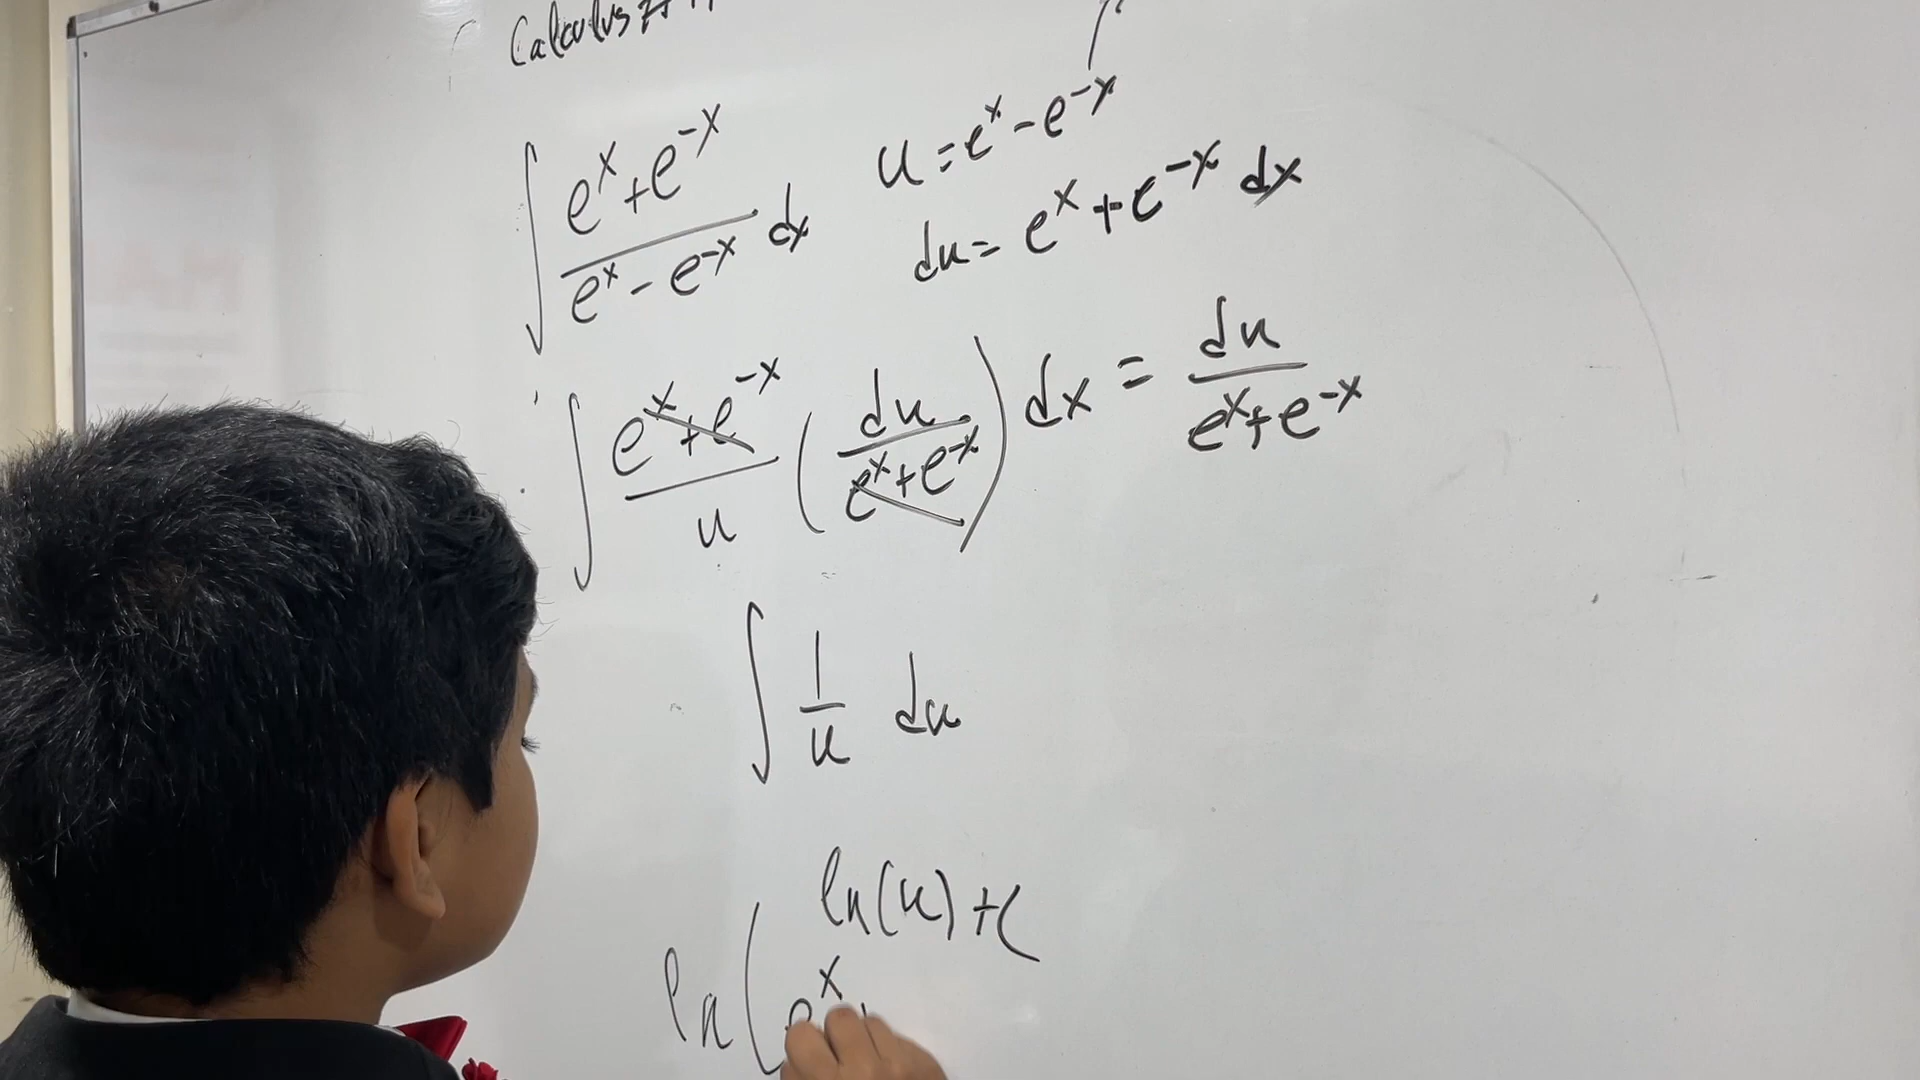 Calculus
∫ (e^x + e^-x)/(e^x - e^-x) dx
u = e^x - e^-x
du = e^x + e^-x dx
∫ (e^x + e^-x)/u (du/(e^x + e^-x)) dx = du/(e^x + e^-x)
∫ 1/u du
ln(u) + C
ln(e^x